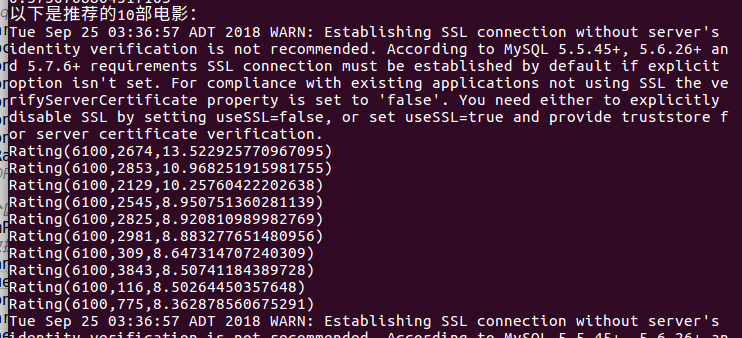 0.5750708004517105
以下是推荐的10部电影：
Tue Sep 25 03:36:57 ADT 2018 WARN: Establishing SSL connection without server's
identity verification is not recommended. According to MySQL 5.5.45+, 5.6.26+ an
d 5.7.6+ requirements SSL connection must be established by default if explicit
option isn't set. For compliance with existing applications not using SSL the ve
rifyServerCertificate property is set to 'false'. You need either to explicitly
disable SSL by setting useSSL=false, or set useSSL=true and provide truststore f
or server certificate verification.
Rating(6100,2674,13.522925770967095)
Rating(6100,2853,10.968251915981755)
Rating(6100,2129,10.25760422202638)
Rating(6100,2545,8.950751360281139)
Rating(6100,2825,8.920810989982769)
Rating(6100,2981,8.883277651480956)
Rating(6100,309,8.647314707240309)
Rating(6100,3843,8.50741184389728)
Rating(6100,116,8.50264450357648)
Rating(6100,775,8.362878560675291)
Tue Sep 25 03:36:57 ADT 2018 WARN: Establishing SSL connection without server's
identity verification is not recommended. According to MySQL 5.5.45+, 5.6.26+ an